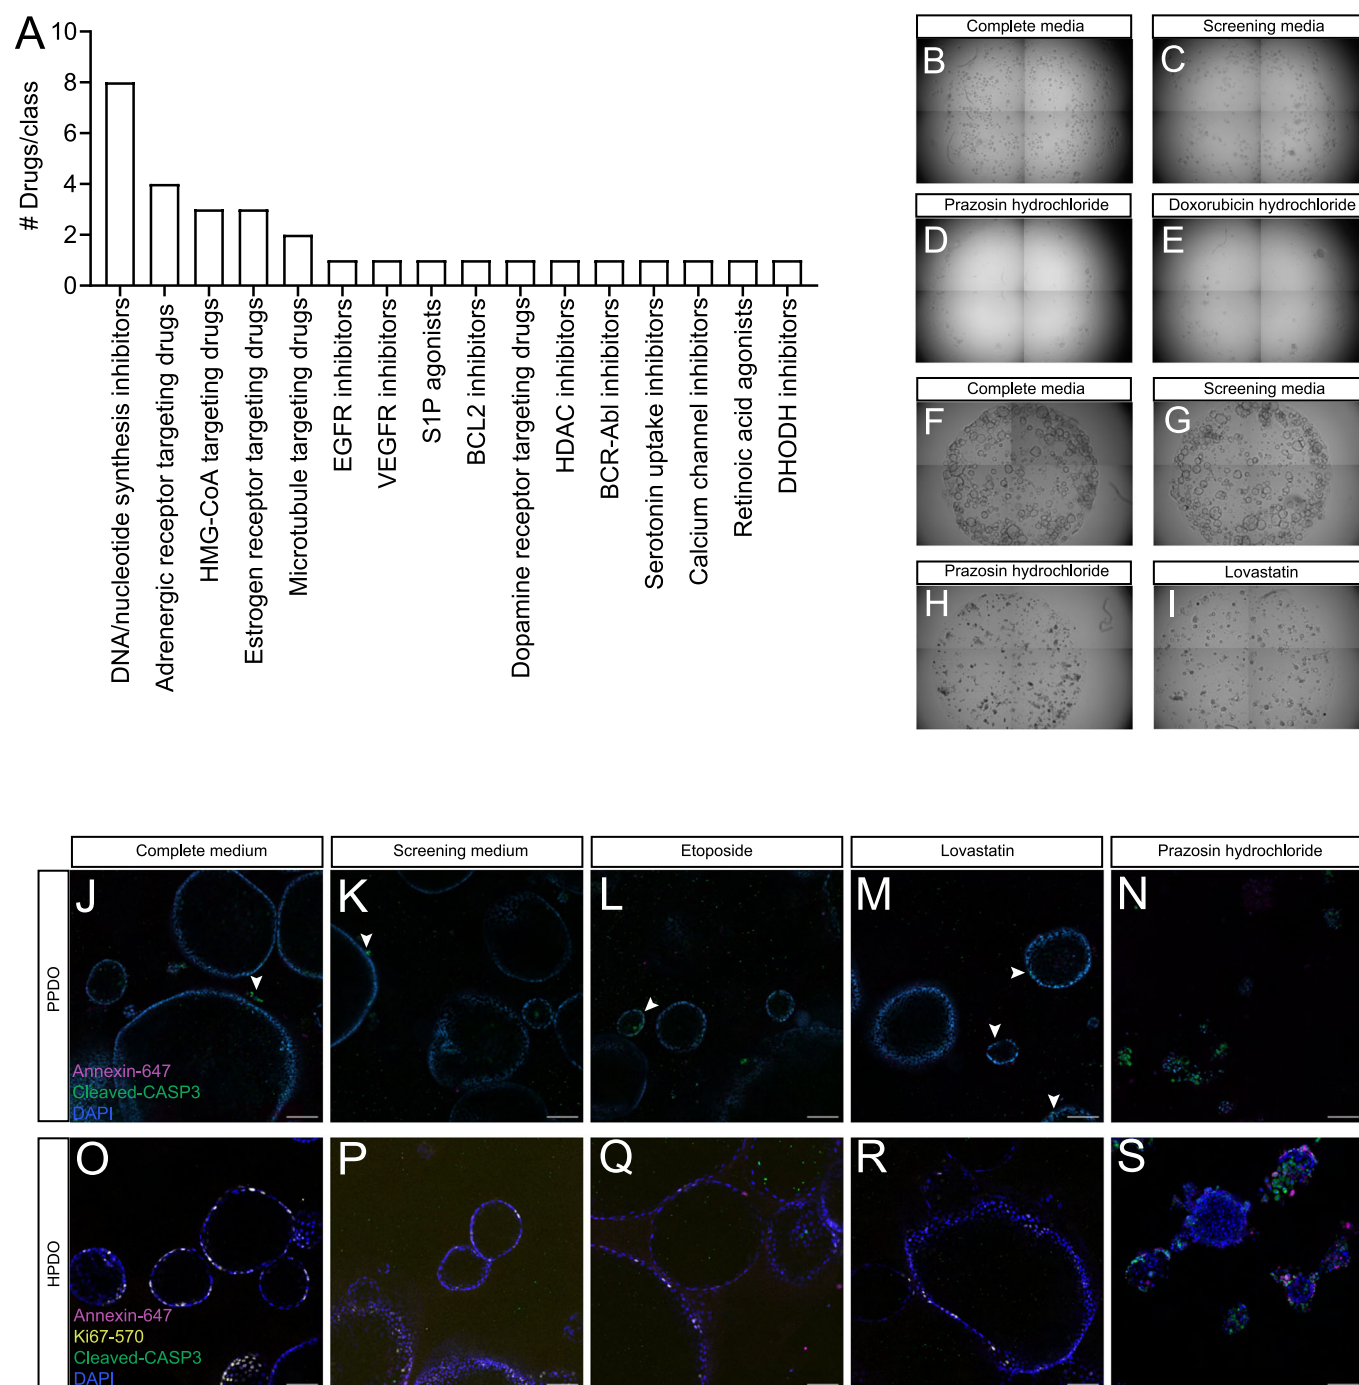 A
# Drugs/class
10
8
6
4
2
0
DNA/nucleotide synthesis inhibitors
Adrenergic receptor targeting drugs
HMG-CoA targeting drugs
Estrogen receptor targeting drugs
Microtubule targeting drugs
EGFR inhibitors
VEGFR inhibitors
S1P agonists
BCL2 inhibitors
Dopamine receptor targeting drugs
HDAC inhibitors
BCR-Abl inhibitors
Serotonin uptake inhibitors
Calcium channel inhibitors
Retinoic acid agonists
DHODH inhibitors
Complete media
B
Screening media
C
Prazosin hydrochloride
D
Doxorubicin hydrochloride
E
Complete media
F
Screening media
G
Prazosin hydrochloride
H
Lovastatin
I
Complete medium
Screening medium
Etoposide
Lovastatin
Prazosin hydrochloride
PPDO
J
Annexin-647
Cleaved-CASP3
DAPI
K
L
M
N
HPDO
O
Annexin-647
Ki67-570
Cleaved-CASP3
DAPI
P
Q
R
S